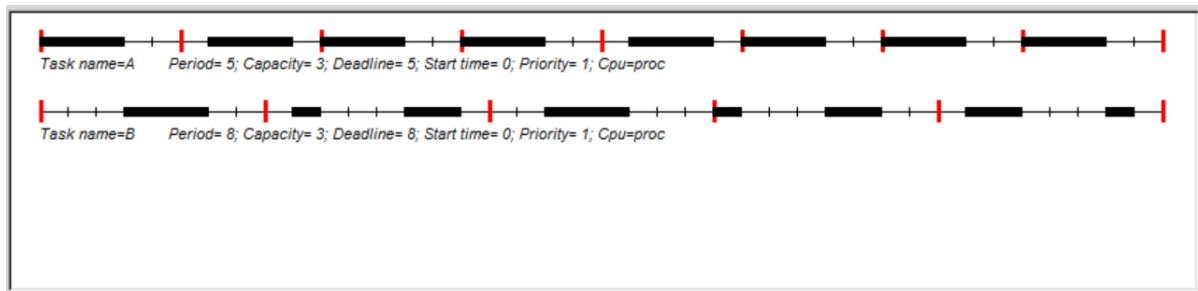 Task name=A Period= 5; Capacity= 3; Deadline= 5; Start time= 0; Priority= 1; Cpu=proc
Task name=B Period= 8; Capacity= 3; Deadline= 8; Start time= 0; Priority= 1; Cpu=proc